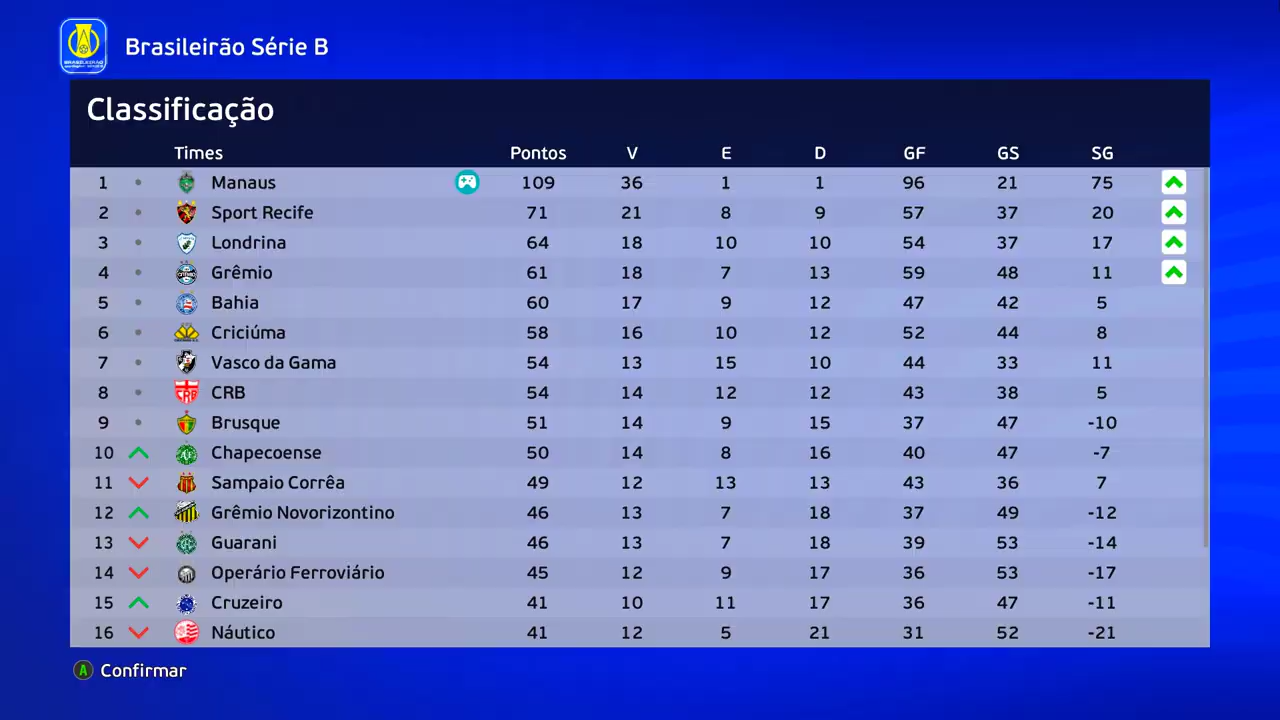 Brasileirão Série B
Classificação
Times Pontos V E D GF GS SG
1 Manaus 109 36 1 1 96 21 75
2 Sport Recife 71 21 8 9 57 37 20
3 Londrina 64 18 10 10 54 37 17
4 Grêmio 61 18 7 13 59 48 11
5 Bahia 60 17 9 12 47 42 5
6 Criciúma 58 16 10 12 52 44 8
7 Vasco da Gama 54 13 15 10 44 33 11
8 CRB 54 14 12 12 43 38 5
9 Brusque 51 14 9 15 37 47 -10
10 Chapecoense 50 14 8 16 40 47 -7
11 Sampaio Corrêa 49 12 13 13 43 36 7
12 Grêmio Novorizontino 46 13 7 18 37 49 -12
13 Guarani 46 13 7 18 39 53 -14
14 Operário Ferroviário 45 12 9 17 36 53 -17
15 Cruzeiro 41 10 11 17 36 47 -11
16 Náutico 41 12 5 21 31 52 -21
A Confirmar